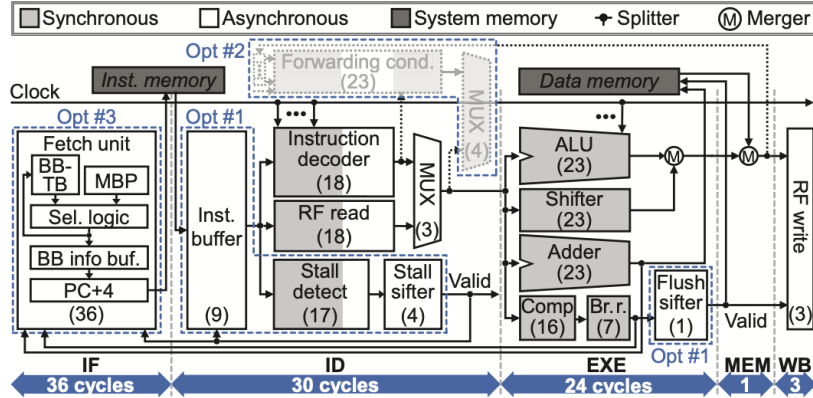 Synchronous Asynchronous System memory Splitter M Merger
Opt #2
Forwarding cond.
(23)
MUX
(4)
Inst. memory
Data memory
Clock
Opt #3
Fetch unit
BB-
TB
MBP
Sel. logic
BB info buf.
PC+4
(36)
Opt #1
Inst.
buffer
(9)
Instruction
decoder
(18)
RF read
(18)
MUX
(3)
Stall
detect
(17)
Stall
sifter
(4)
Valid
ALU
(23)
M
M
Shifter
(23)
Adder
(23)
Comp
(16)
Br.r.
(7)
Flush
sifter
(1)
Opt #1
Valid
RF write
(3)
IF ID EXE MEM WB
36 cycles 30 cycles 24 cycles 1 3